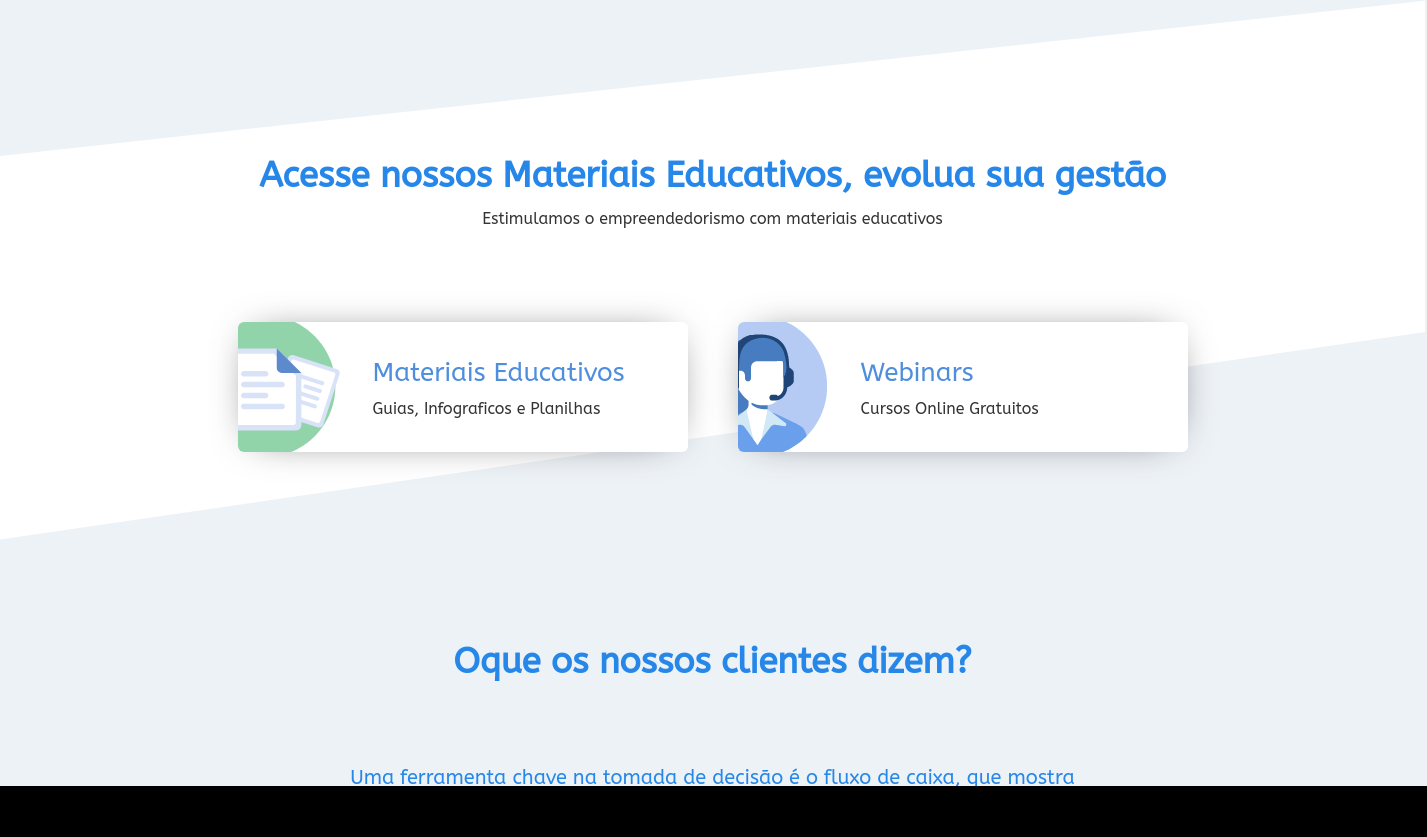 Acesse nossos Materiais Educativos, evolua sua gestão
Estimulamos o empreendedorismo com materiais educativos
Materiais Educativos
Guias, Infograficos e Planilhas
Webinars
Cursos Online Gratuitos
Oque os nossos clientes dizem?
Uma ferramenta chave na tomada de decisão é o fluxo de caixa, que mostra